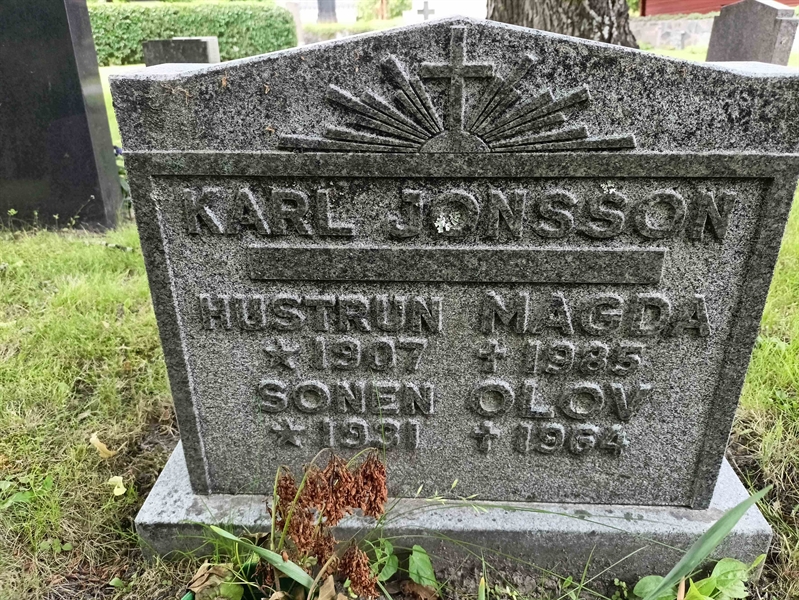 KARL JONSSON
HUSTRUN MAGDA
★ 1907 ✝ 1985
SONEN OLOV
★ 1931 ✝ 1964